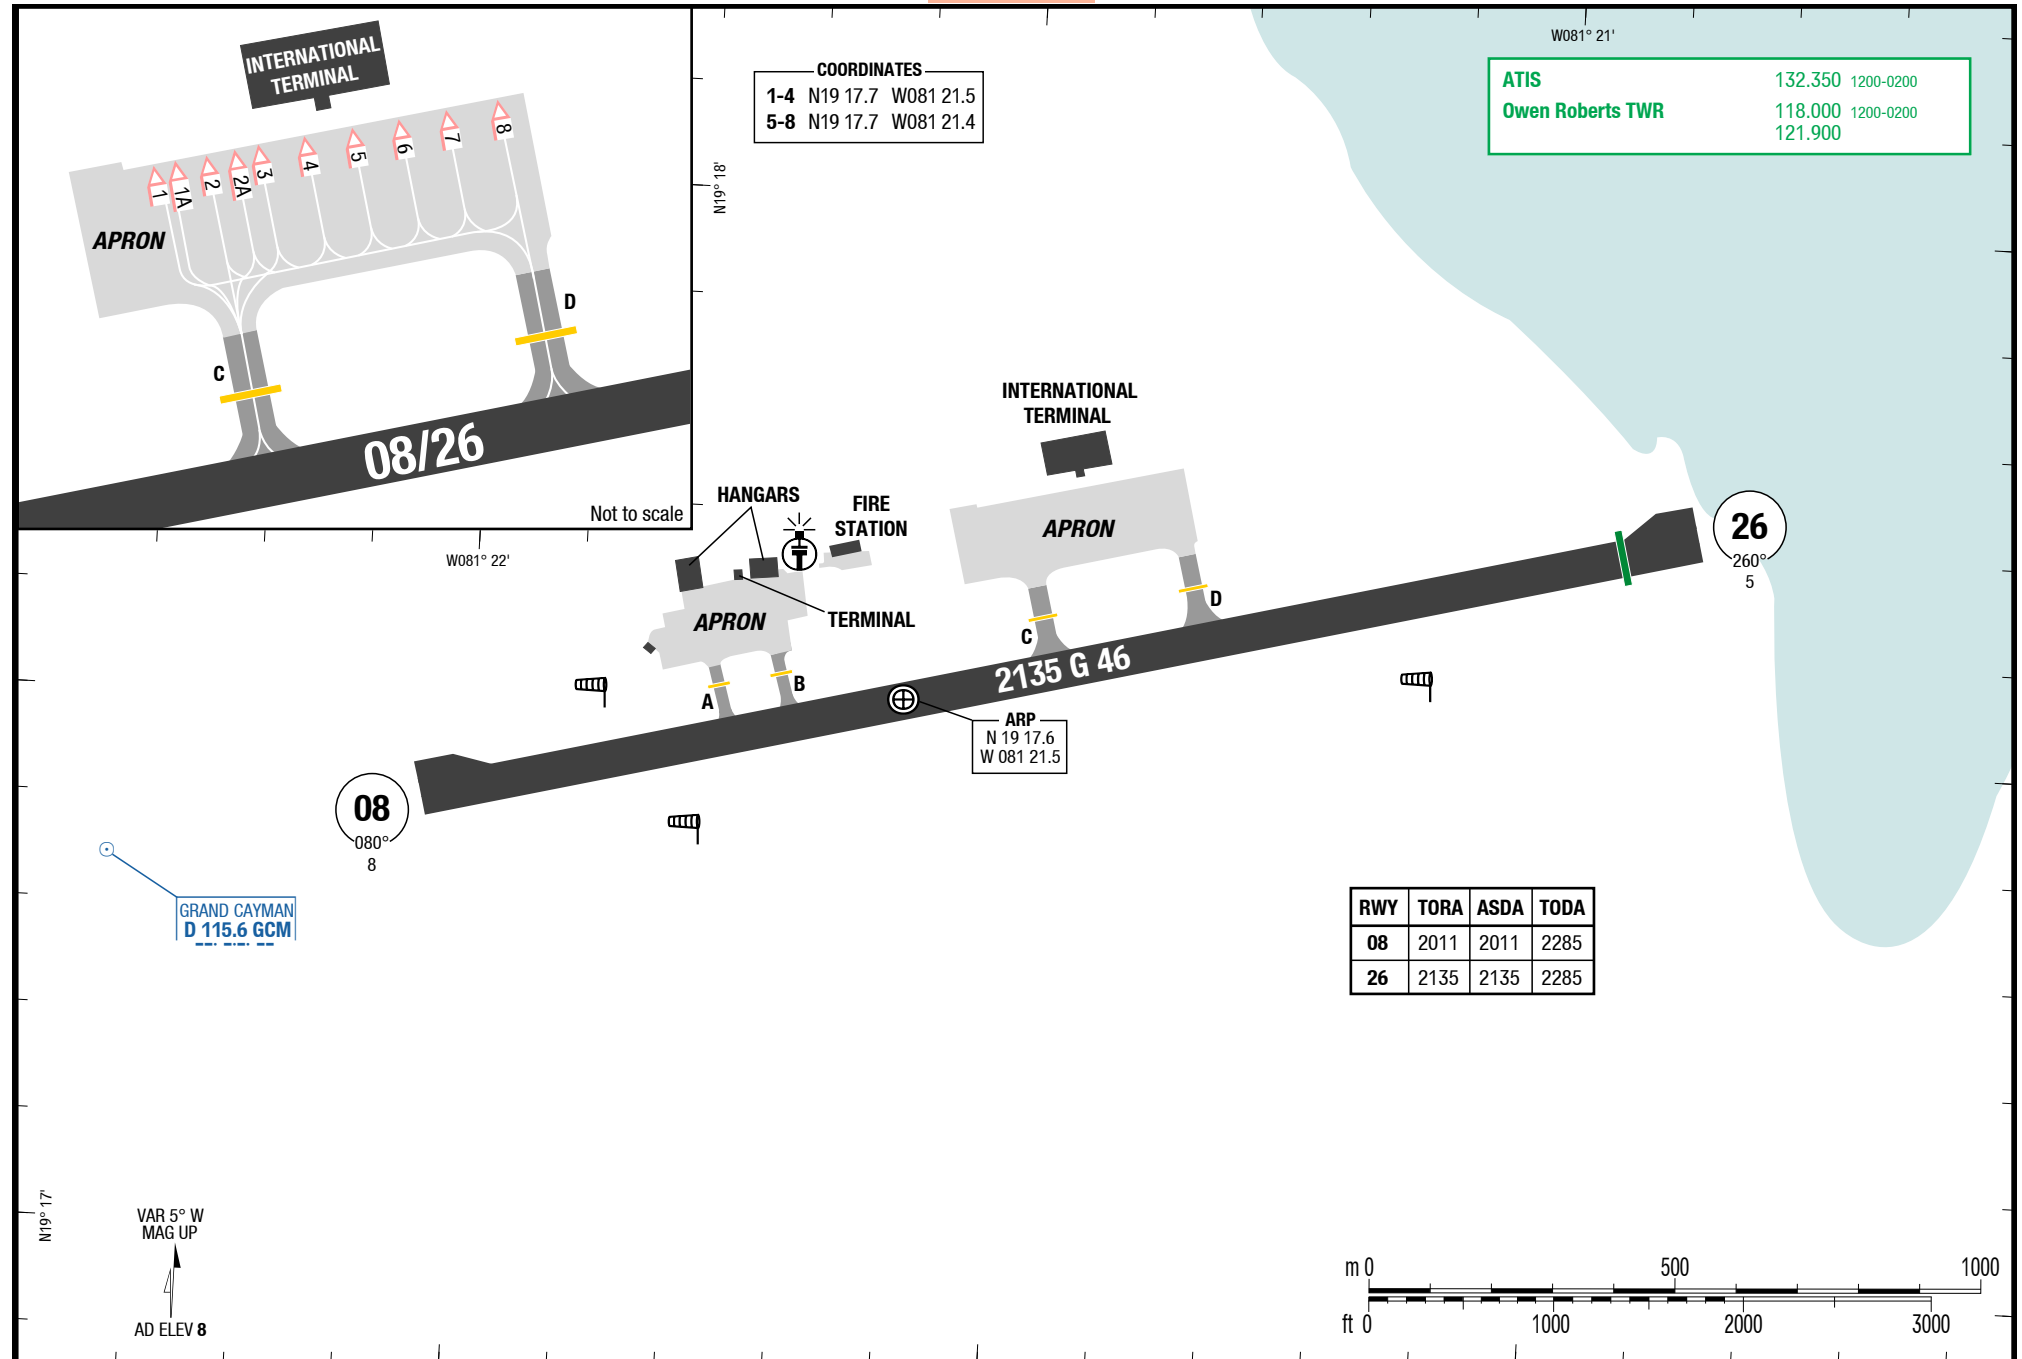 INTERNATIONAL
TERMINAL
1
1A
2
2A
3
4
5
6
7
8
APRON
D
C
08/26
Not to scale
COORDINATES
1-4 N19 17.7 W081 21.5
5-8 N19 17.7 W081 21.4
W081° 21'
ATIS 132.350 1200-0200
Owen Roberts TWR 118.000 1200-0200
121.900
N19° 18'
W081° 22'
HANGARS
FIRE
STATION
INTERNATIONAL
TERMINAL
APRON
APRON
TERMINAL
A
B
C
D
2135 G 46
26
260°
5
ARP
N 19 17.6
W 081 21.5
08
080°
8
GRAND CAYMAN
D 115.6 GCM
RWY TORA ASDA TODA
08 2011 2011 2285
26 2135 2135 2285
N19° 17'
VAR 5° W
MAG UP
AD ELEV 8
m 0 500 1000
ft 0 1000 2000 3000